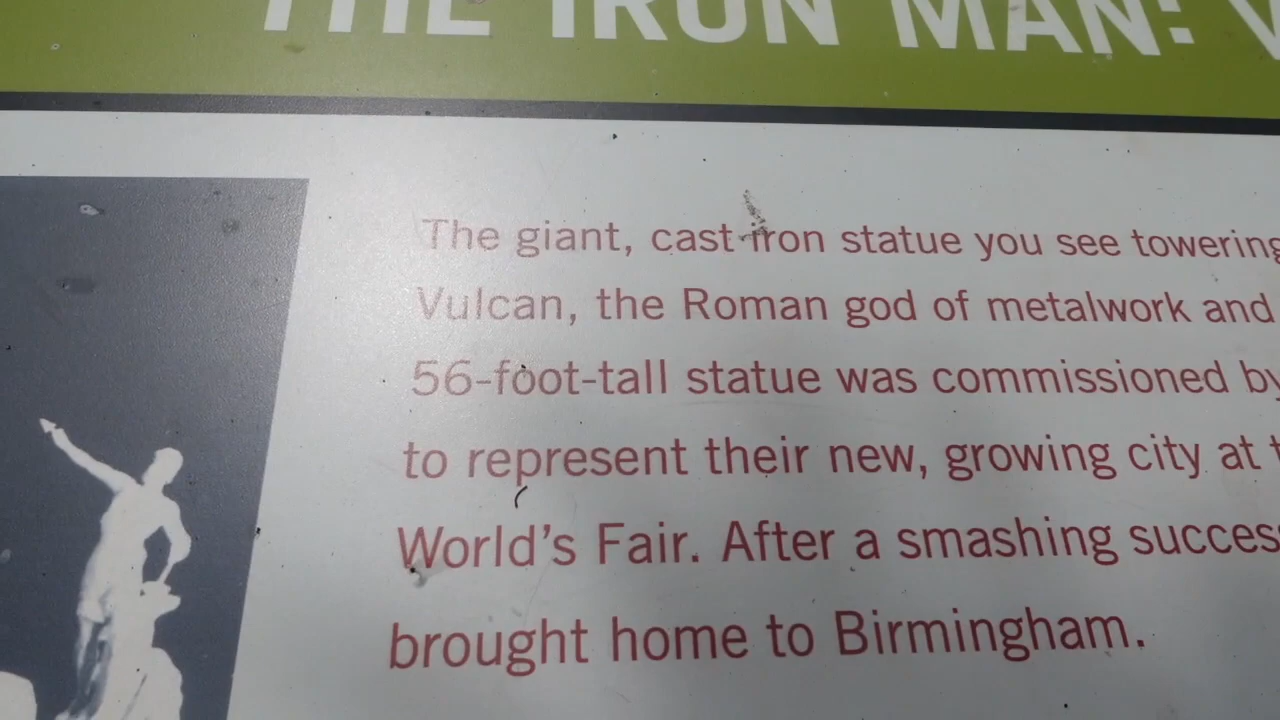 THE IRON MAN:
The giant, cast iron statue you see towering
Vulcan, the Roman god of metalwork and
56-foot-tall statue was commissioned by
to represent their new, growing city at
World's Fair. After a smashing success
brought home to Birmingham.